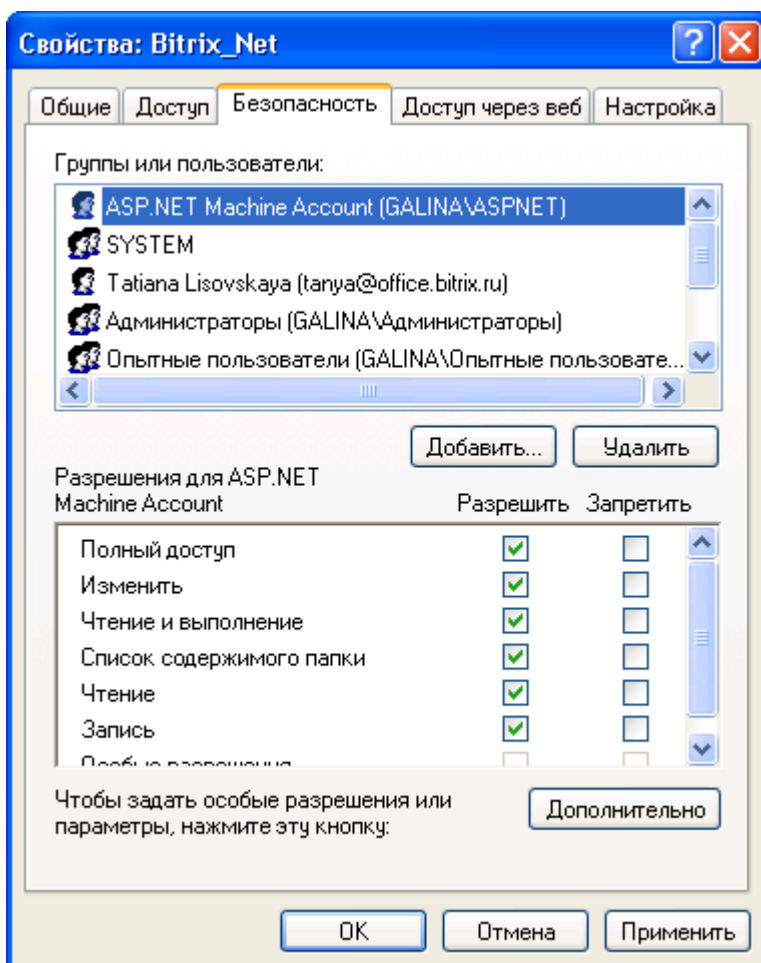 Свойства: Bitrix_Net
Общие Доступ Безопасность Доступ через веб Настройка
Группы или пользователи:
ASP.NET Machine Account (GALINA\ASPNET)
SYSTEM
Tatiana Lisovskaya (tanya@office.bitrix.ru)
Администраторы (GALINA\Администраторы)
Опытные пользователи (GALINA\Опытные пользовате...
Добавить... Удалить
Разрешения для ASP.NET
Machine Account Разрешить Запретить
Полный доступ
Изменить
Чтение и выполнение
Список содержимого папки
Чтение
Запись
Особые разрешения
Чтобы задать особые разрешения или
параметры, нажмите эту кнопку:
Дополнительно
OK Отмена Применить